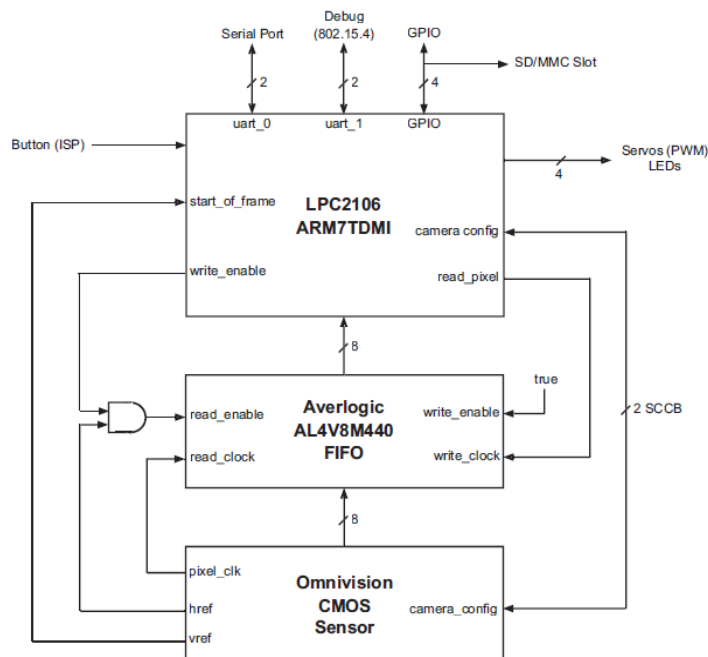 Serial Port
Debug
(802.15.4)
GPIO
SD/MMC Slot
2
2
4
uart_0
uart_1
GPIO
Button (ISP)
Servos (PWM)
LEDs
4
start_of_frame
LPC2106
ARM7TDMI
camera config
write_enable
read_pixel
8
true
read_enable
Averlogic
AL4V8M440
FIFO
write_enable
2 SCCB
read_clock
write_clock
8
pixel_clk
Omnivision
CMOS
Sensor
href
camera_config
vref